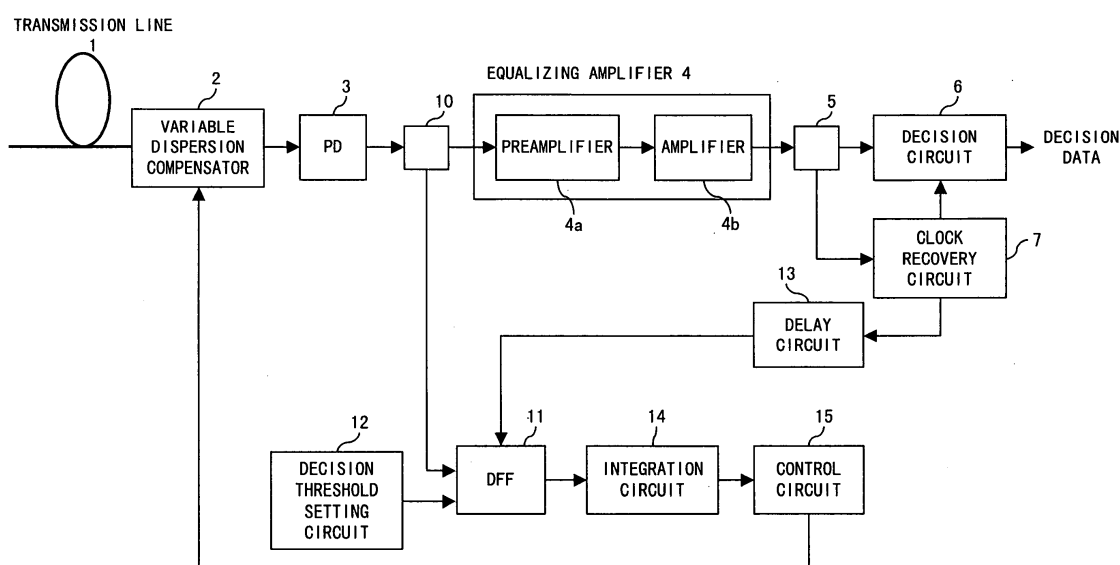 TRANSMISSION LINE
1
2
VARIABLE
DISPERSION
COMPENSATOR
3
PD
10
EQUALIZING AMPLIFIER 4
PREAMPLIFIER
4a
AMPLIFIER
4b
5
6
DECISION
CIRCUIT
DECISION
DATA
CLOCK
RECOVERY
CIRCUIT
7
13
DELAY
CIRCUIT
12
DECISION
THRESHOLD
SETTING
CIRCUIT
11
DFF
14
INTEGRATION
CIRCUIT
15
CONTROL
CIRCUIT